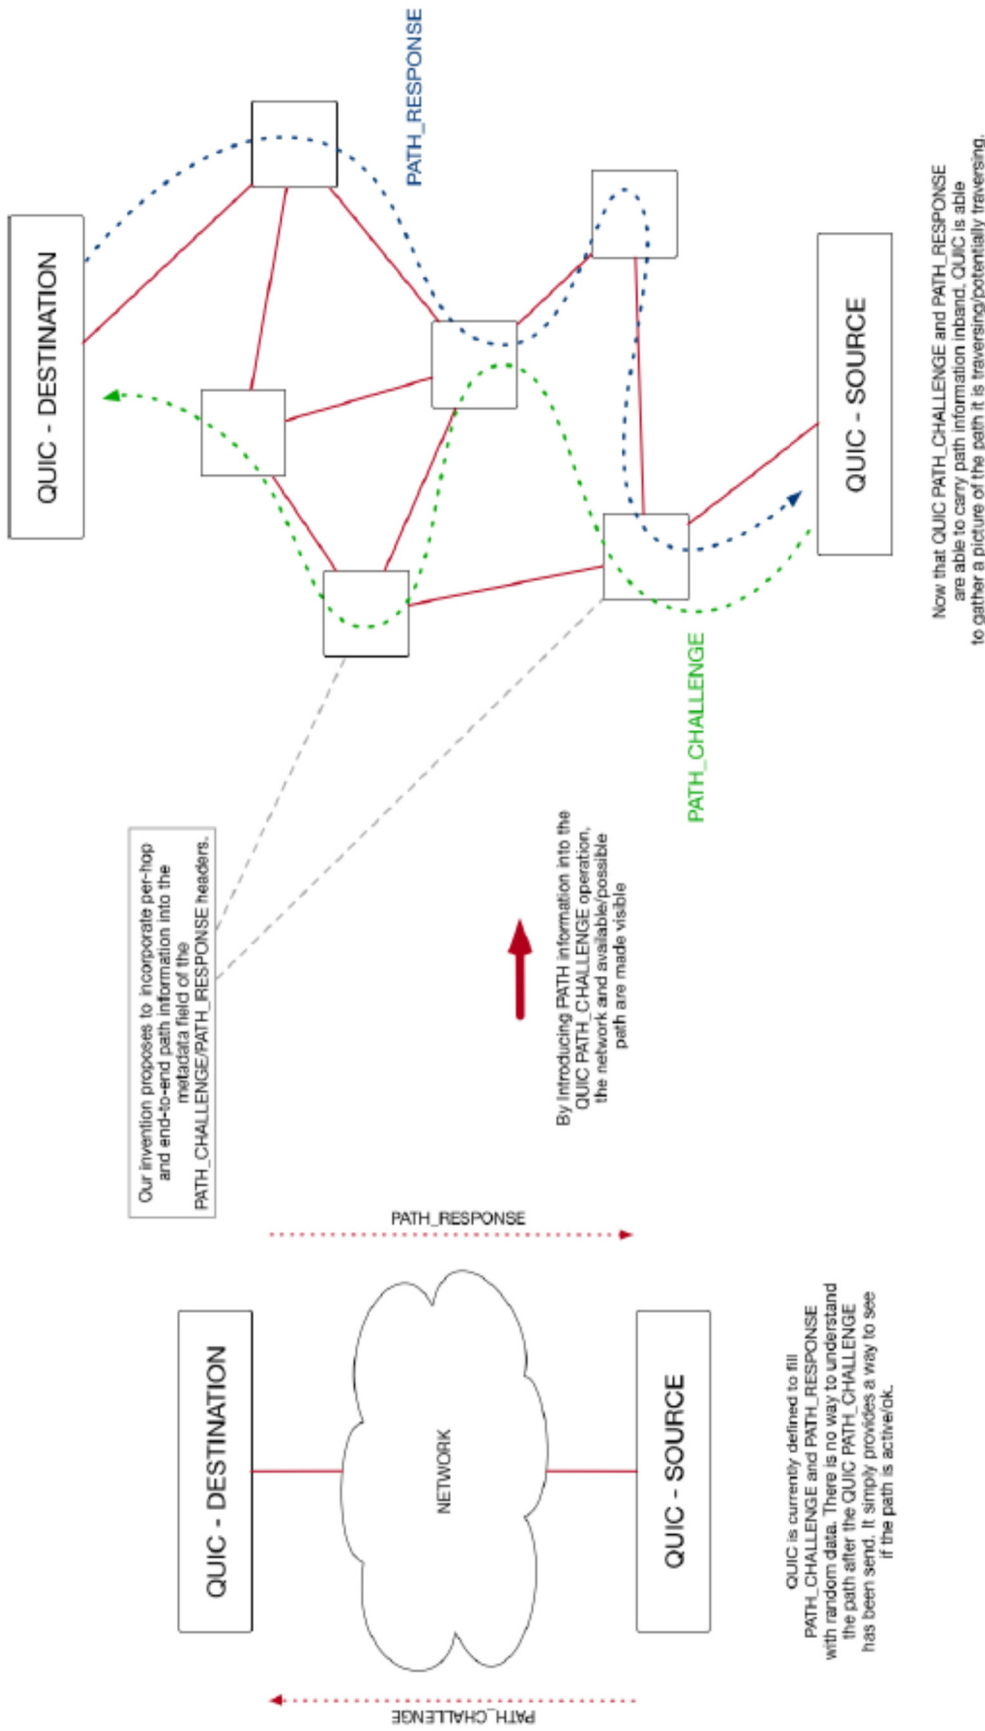 QUIC - DESTINATION
PATH_CHALLENGE
NETWORK
PATH_RESPONSE
QUIC - SOURCE
QUIC is currently defined to fill
PATH_CHALLENGE and PATH_RESPONSE
with random data. There is no way to understand
the path after the QUIC PATH_CHALLENGE
has been send. It simply provides a way to see
if the path is active/ok.
Our invention proposes to incorporate per-hop
and end-to-end path information into the
metadata field of the
PATH_CHALLENGE/PATH_RESPONSE headers.
By Introducing PATH information into the
QUIC PATH_CHALLENGE operation,
the network and available/possible
path are made visible
QUIC - DESTINATION
PATH_RESPONSE
PATH_CHALLENGE
QUIC - SOURCE
Now that QUIC PATH_CHALLENGE and PATH_RESPONSE
are able to carry path information inband, QUIC is able
to gather a picture of the path it is traversing/potentially traversing.